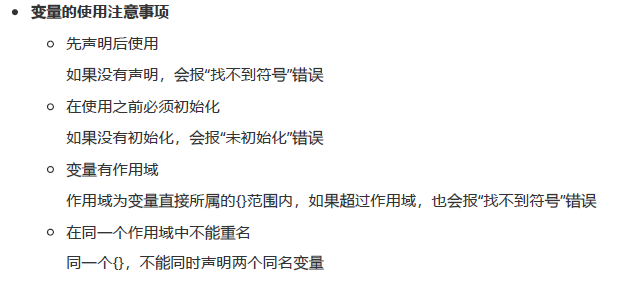 变量的使用注意事项
先声明后使用
如果没有声明，会报“找不到符号”错误
在使用之前必须初始化
如果没有初始化，会报“未初始化”错误
变量有作用域
作用域为变量直接所属的{}范围内，如果超过作用域，也会报“找不到符号”错误
在同一个作用域中不能重名
同一个{}，不能同时声明两个同名变量